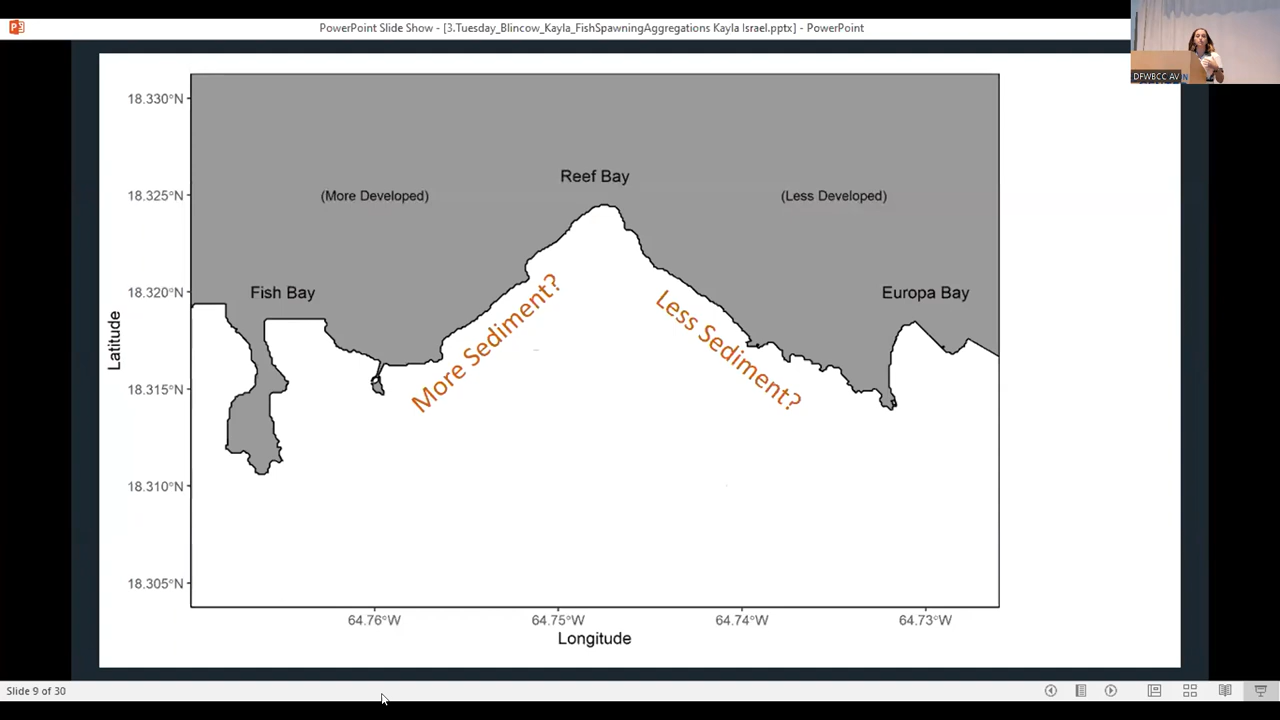 PowerPoint Slide Show - [3.Tuesday_Blincow_Kayla_FishSpawningAggregations Kayla Israel.pptx] - PowerPoint
DFWBCC AV
18.330°N
18.325°N
18.320°N
18.315°N
18.310°N
18.305°N
Latitude
Reef Bay
(More Developed)
(Less Developed)
Fish Bay
Europa Bay
More Sediment?
Less Sediment?
64.76°W
64.75°W
64.74°W
64.73°W
Longitude
Slide 9 of 30